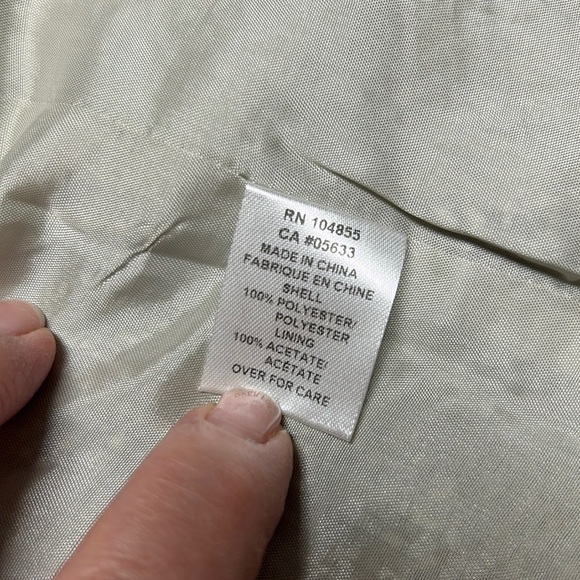 RN 104855
CA #05633
MADE IN CHINA
FABRIQUE EN CHINE
SHELL
100% POLYESTER/
POLYESTER
LINING
100% ACETATE/
ACÉTATE
OVER FOR CARE